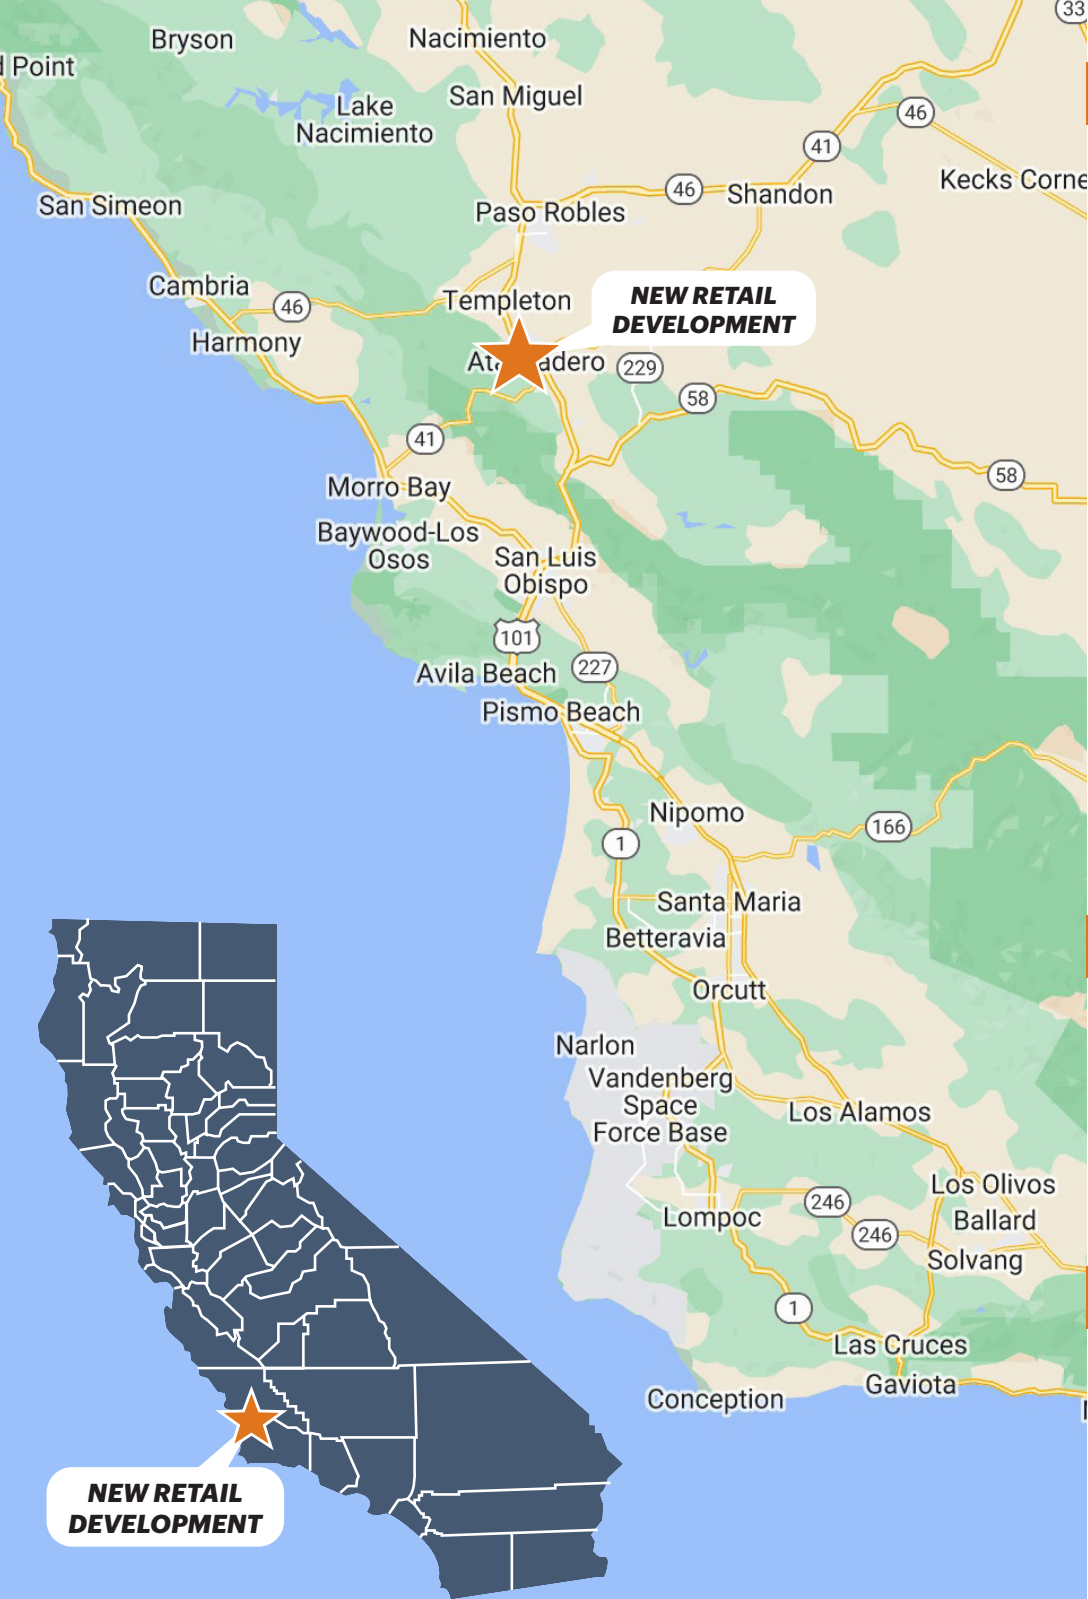 33
Bryson
Nacimiento
d Point
San Miguel
Lake
Nacimiento
46
41
Kecks Corne
46
Shandon
San Simeon
Paso Robles
Cambria
46
Templeton
NEW RETAIL
DEVELOPMENT
Harmony
Ata
adero
229
58
41
58
Morro Bay
Baywood-Los
Osos
San Luis
Obispo
101
227
Avila Beach
Pismo Beach
Nipomo
166
1
Santa Maria
Betteravia
Orcutt
Narlon
Vandenberg
Space
Force Base
Los Alamos
Los Olivos
246
Lompoc
Ballard
246
Solvang
1
Las Cruces
Gaviota
Conception
NEW RETAIL
DEVELOPMENT